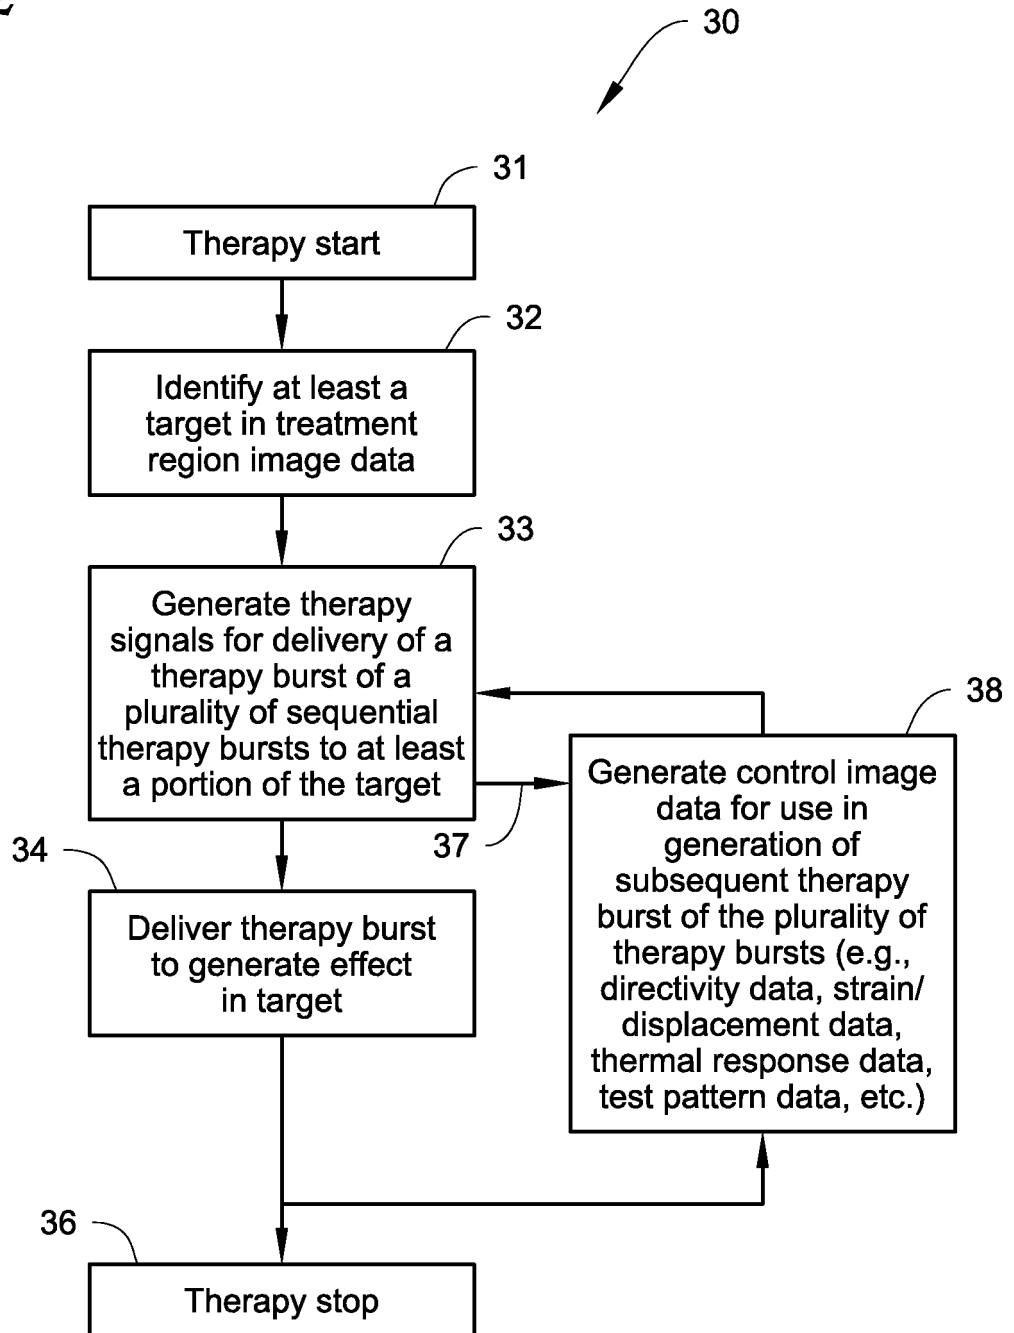 30
31
Therapy start
32
Identify at least a
target in treatment
region image data
33
Generate therapy
signals for delivery of a
therapy burst of a
plurality of sequential
therapy bursts to at least
a portion of the target
38
Generate control image
data for use in
generation of
subsequent therapy
burst of the plurality of
therapy bursts (e.g.,
directivity data, strain/
displacement data,
thermal response data,
test pattern data, etc.)
37
34
Deliver therapy burst
to generate effect
in target
36
Therapy stop